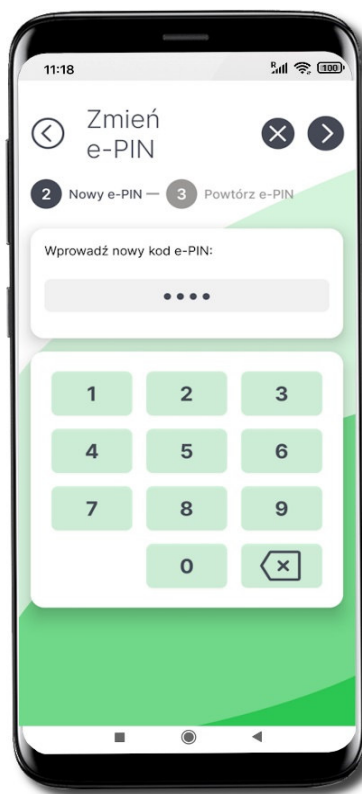 11:18
R
100
Zmień
e-PIN
2 Nowy e-PIN — 3 Powtórz e-PIN
Wprowadź nowy kod e-PIN:
••••
1 2 3
4 5 6
7 8 9
0